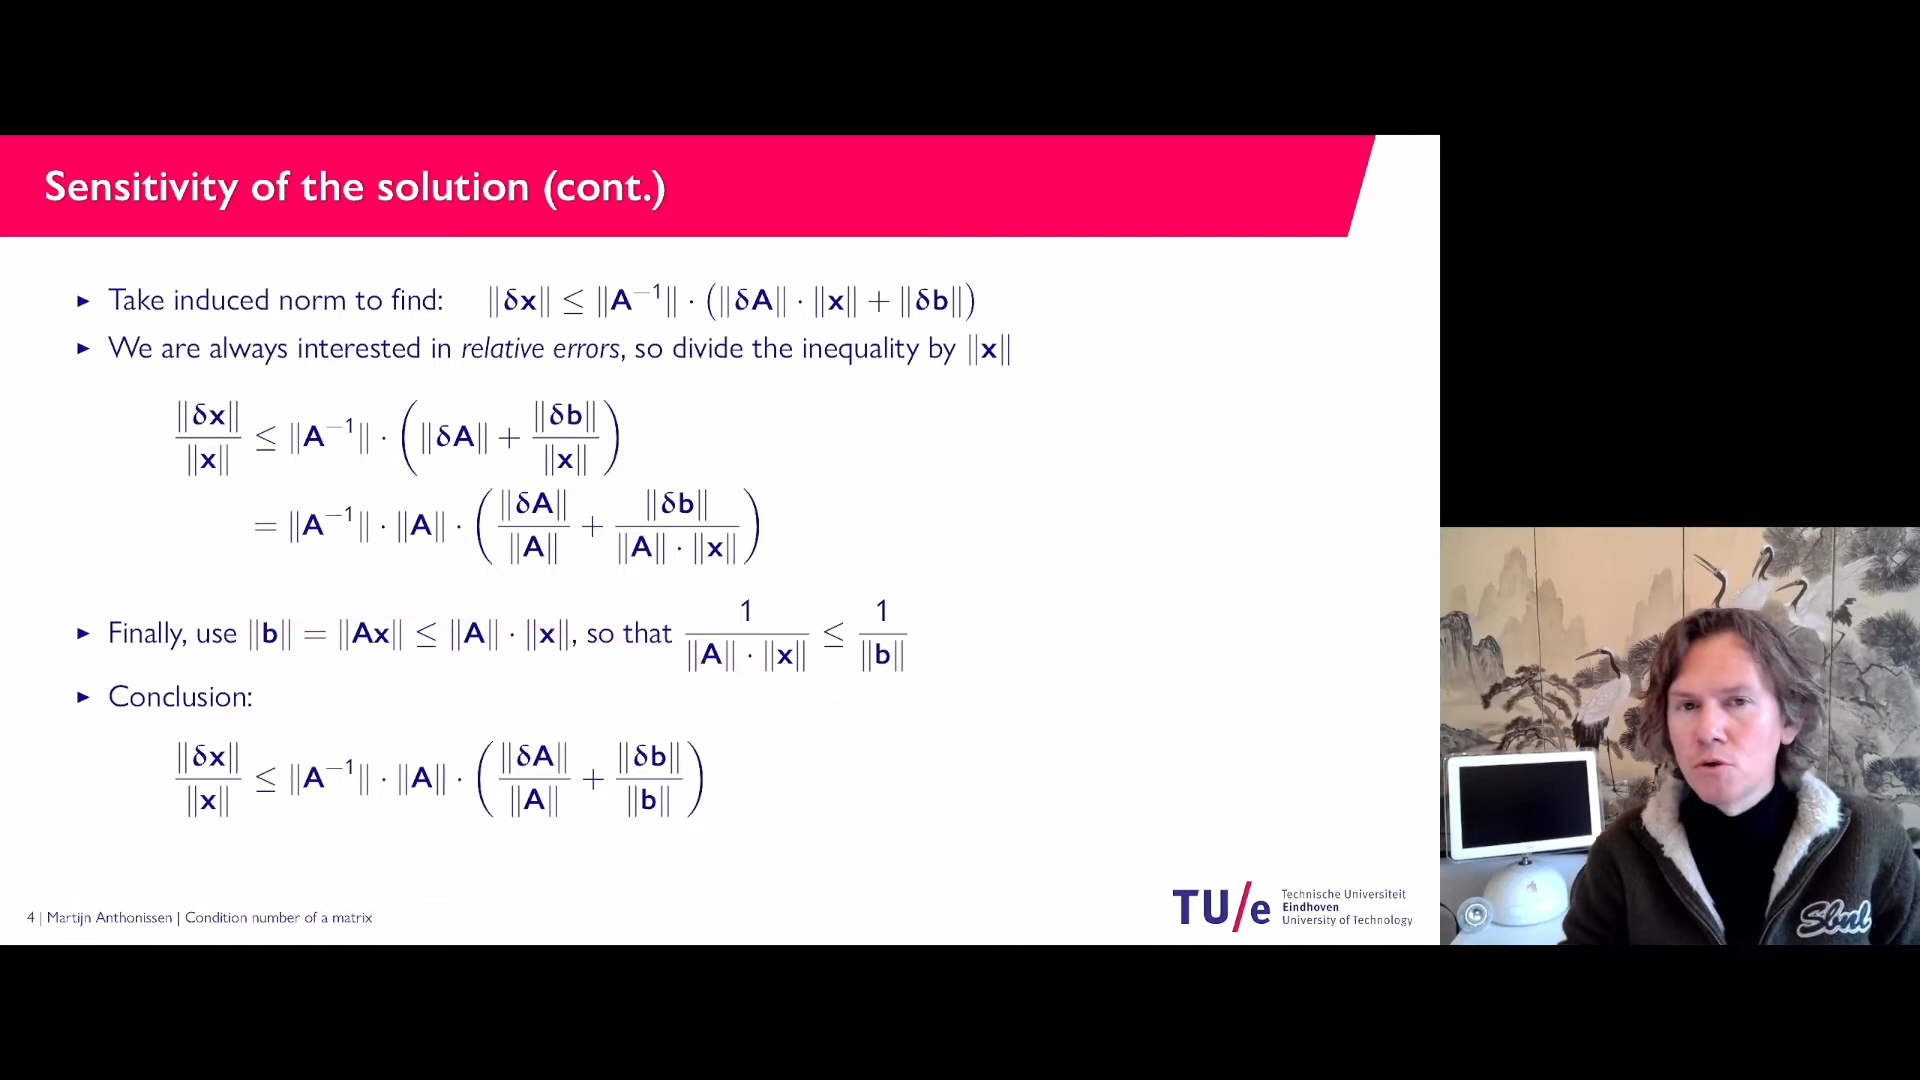 Sensitivity of the solution (cont.)
▸ Take induced norm to find: ‖δx‖ ≤ ‖A⁻¹‖ · (‖δA‖ · ‖x‖ + ‖δb‖)
▸ We are always interested in relative errors, so divide the inequality by ‖x‖
‖δx‖/‖x‖ ≤ ‖A⁻¹‖ · (‖δA‖ + ‖δb‖/‖x‖)
= ‖A⁻¹‖ · ‖A‖ · (‖δA‖/‖A‖ + ‖δb‖/(‖A‖ · ‖x‖))
▸ Finally, use ‖b‖ = ‖Ax‖ ≤ ‖A‖ · ‖x‖, so that 1/(‖A‖ · ‖x‖) ≤ 1/‖b‖
▸ Conclusion:
‖δx‖/‖x‖ ≤ ‖A⁻¹‖ · ‖A‖ · (‖δA‖/‖A‖ + ‖δb‖/‖b‖)
4 | Martijn Anthonissen | Condition number of a matrix
TU/e
Technische Universiteit
Eindhoven
University of Technology